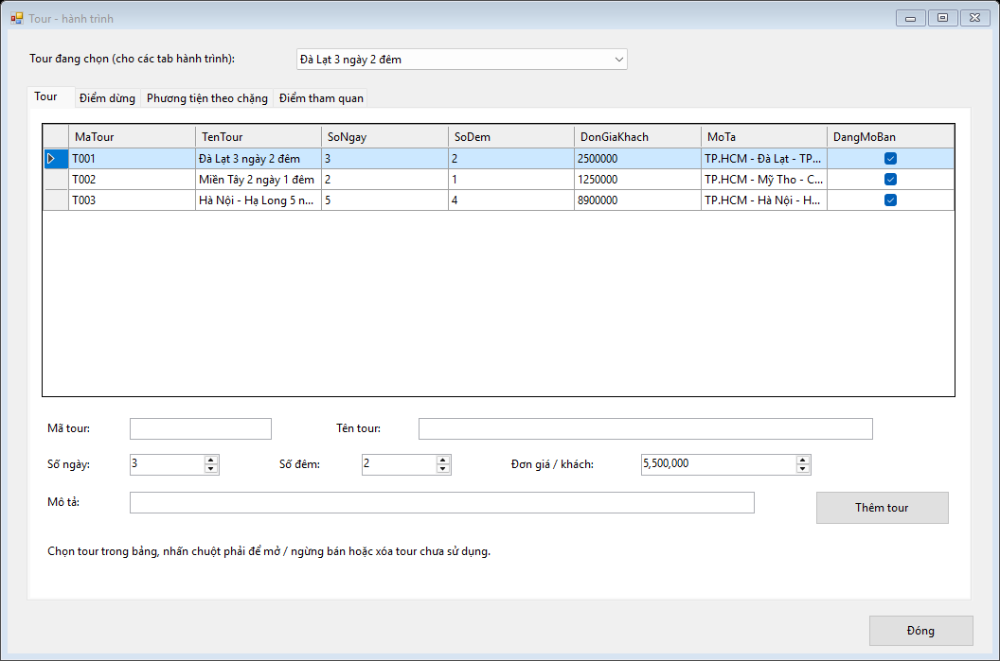 Tour - hành trình
Tour đang chọn (cho các tab hành trình): Đà Lạt 3 ngày 2 đêm
Tour Điểm dừng Phương tiện theo chặng Điểm tham quan
MaTour TenTour SoNgay SoDem DonGiaKhach MoTa DangMoBan
T001 Đà Lạt 3 ngày 2 đêm 3 2 2500000 TP.HCM - Đà Lạt - TP...
T002 Miền Tây 2 ngày 1 đêm 2 1 1250000 TP.HCM - Mỹ Tho - C...
T003 Hà Nội - Hạ Long 5 n... 5 4 8900000 TP.HCM - Hà Nội - H...
Mã tour: Tên tour:
Số ngày: 3 Số đêm: 2 Đơn giá / khách: 5,500,000
Mô tả: Thêm tour
Chọn tour trong bảng, nhấn chuột phải để mở / ngừng bán hoặc xóa tour chưa sử dụng.
Đóng